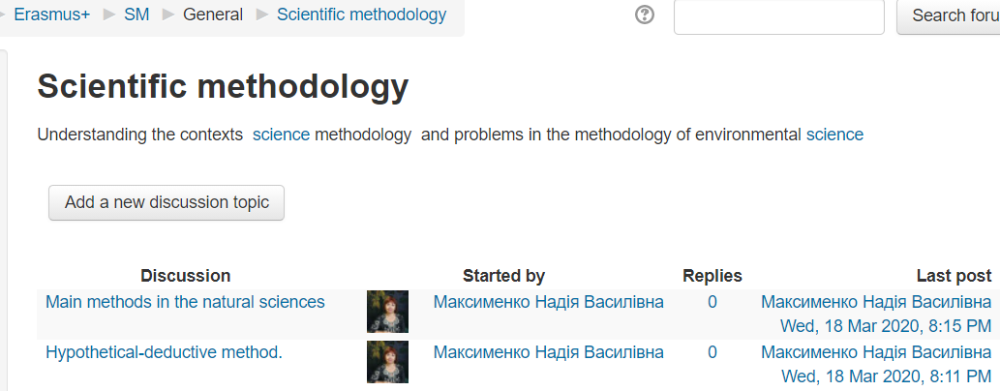 Erasmus+ ► SM ► General ► Scientific methodology
Search foru
Scientific methodology
Understanding the contexts science methodology and problems in the methodology of environmental science
Add a new discussion topic
Discussion Started by Replies Last post
Main methods in the natural sciences Максименко Надія Василівна 0 Максименко Надія Василівна
Wed, 18 Mar 2020, 8:15 PM
Hypothetical-deductive method. Максименко Надія Василівна 0 Максименко Надія Василівна
Wed, 18 Mar 2020, 8:11 PM